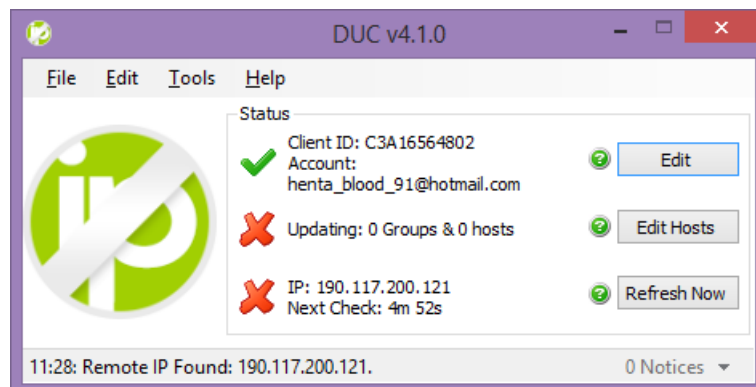 DUC v4.1.0
File Edit Tools Help
Status
Client ID: C3A16564802
Account:
henta_blood_91@hotmail.com
Edit
Updating: 0 Groups & 0 hosts
Edit Hosts
IP: 190.117.200.121
Next Check: 4m 52s
Refresh Now
ip
11:28: Remote IP Found: 190.117.200.121.
0 Notices